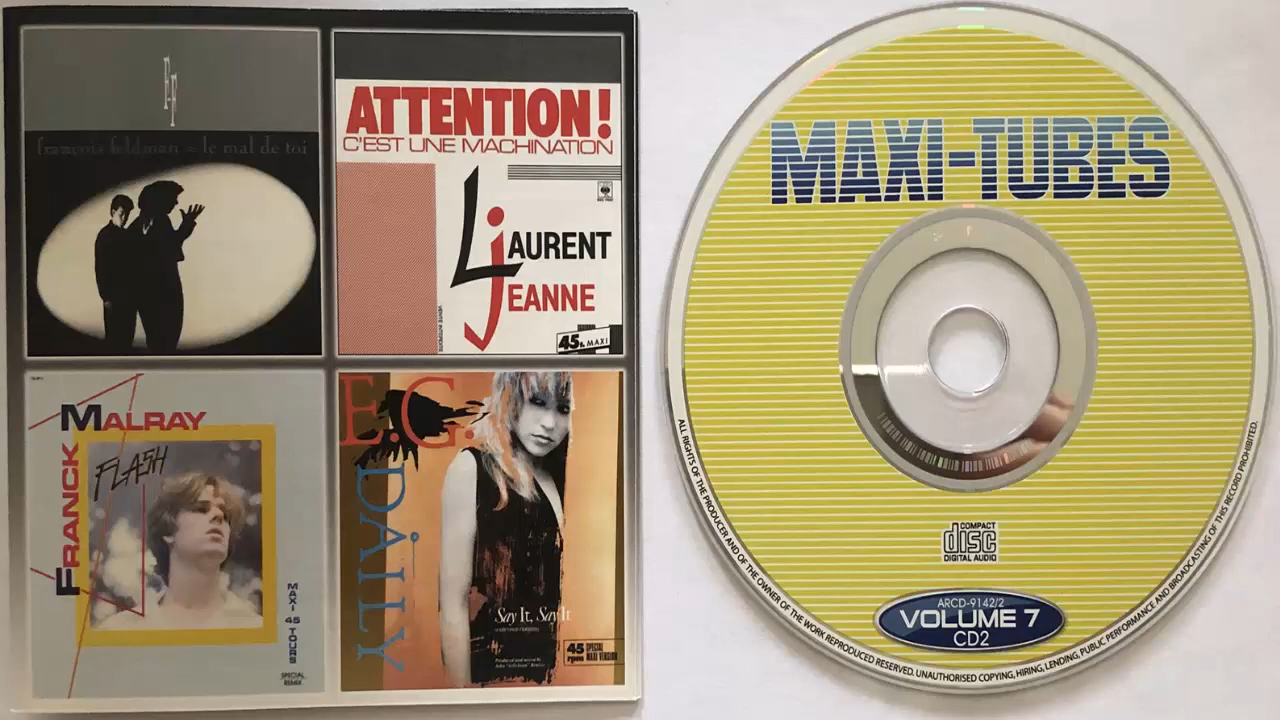 FF
françois feldman - le mal de toi
ATTENTION!
C'EST UNE MACHINATION
LAURENT
JEANNE
45t. MAXI
FRANCK MALRAY
FLASH
MAXI 45 TOURS
SPECIAL
REMIX
E.G.
DAILY
Say It, Say It
45 SPECIAL
rpm MAXI VERSION
MAXI-TUBES
COMPACT
disc
DIGITAL AUDIO
ARCD-9142/2
VOLUME 7
CD2
ALL RIGHTS OF THE PRODUCER AND OF THE OWNER OF THE WORK REPRODUCED RESERVED. UNAUTHORISED COPYING, HIRING, LENDING, PUBLIC PERFORMANCE AND BROADCASTING OF THIS RECORD PROHIBITED.